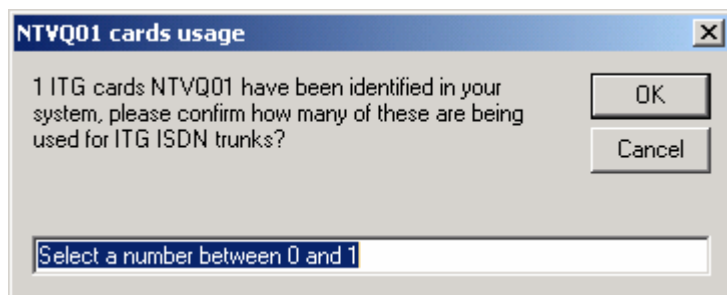 NTVQ01 cards usage
1 ITG cards NTVQ01 have been identified in your
system, please confirm how many of these are being
used for ITG ISDN trunks?
OK
Cancel
Select a number between 0 and 1